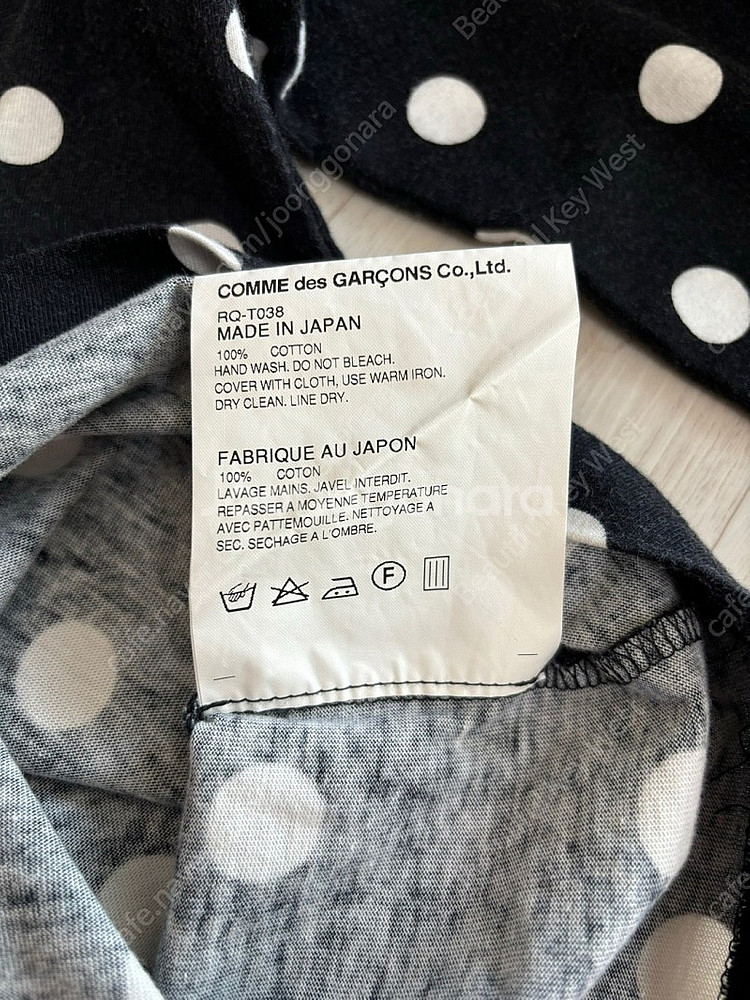 COMME des GARÇONS Co.,Ltd.
RQ-T038
MADE IN JAPAN
100% COTTON
HAND WASH. DO NOT BLEACH.
COVER WITH CLOTH, USE WARM IRON.
DRY CLEAN. LINE DRY.
FABRIQUE AU JAPON
100% COTON
LAVAGE MAINS. JAVEL INTERDIT.
REPASSER A MOYENNE TEMPERATURE
AVEC PATTEMOUILLE. NETTOYAGE A
SEC. SECHAGE A L'OMBRE.
F